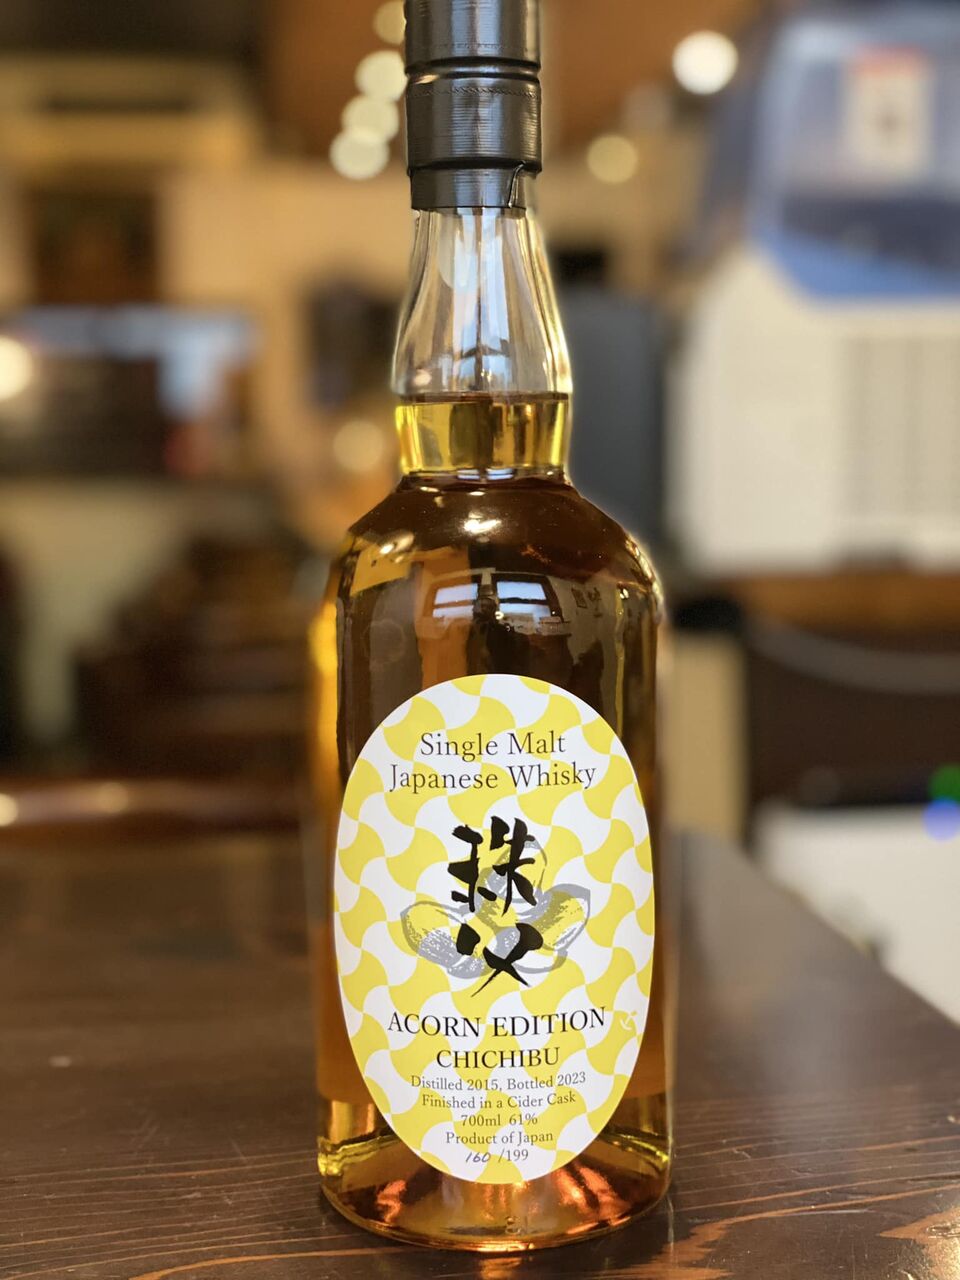 Single Malt
Japanese Whisky
秩
父
ACORN EDITION
CHICHIBU
Distilled 2015, Bottled 2023
Finished in a Cider Cask
700ml 61%
Product of Japan
160 /199